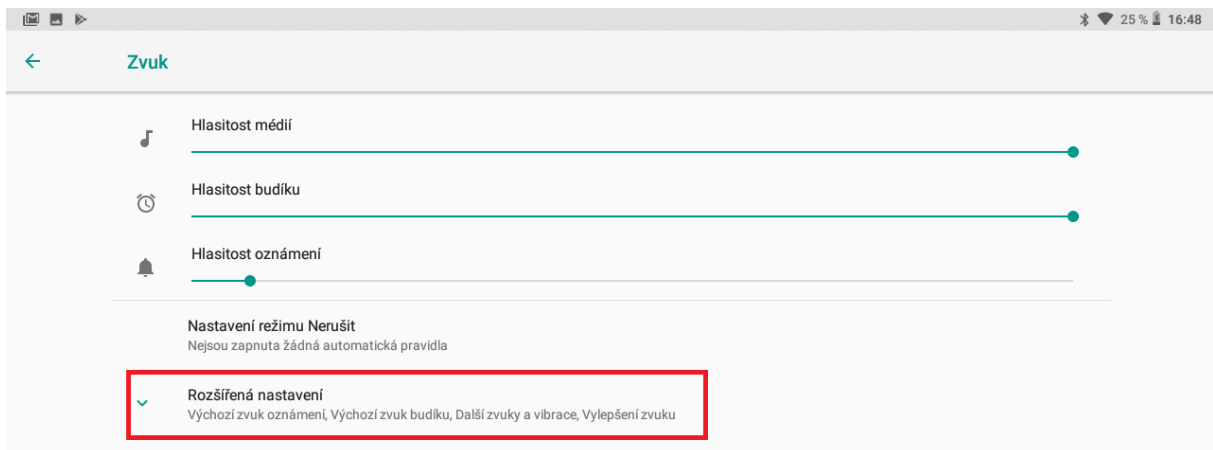 25 % 16:48
Zvuk
Hlasitost médií
Hlasitost budíku
Hlasitost oznámení
Nastavení režimu Nerušit
Nejsou zapnuta žádná automatická pravidla
Rozšířená nastavení
Výchozí zvuk oznámení, Výchozí zvuk budíku, Další zvuky a vibrace, Vylepšení zvuku